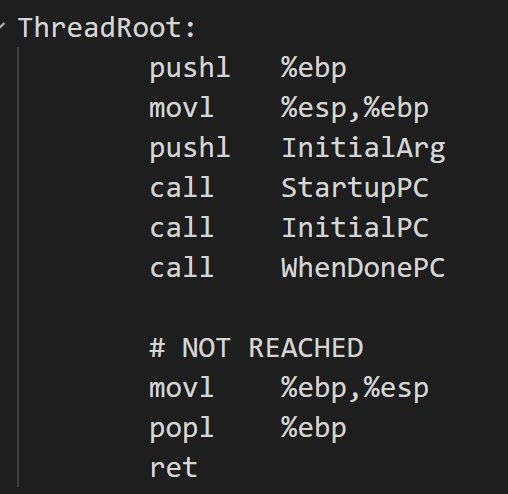 ThreadRoot:
pushl %ebp
movl %esp,%ebp
pushl InitialArg
call StartupPC
call InitialPC
call WhenDonePC
# NOT REACHED
movl %ebp,%esp
popl %ebp
ret